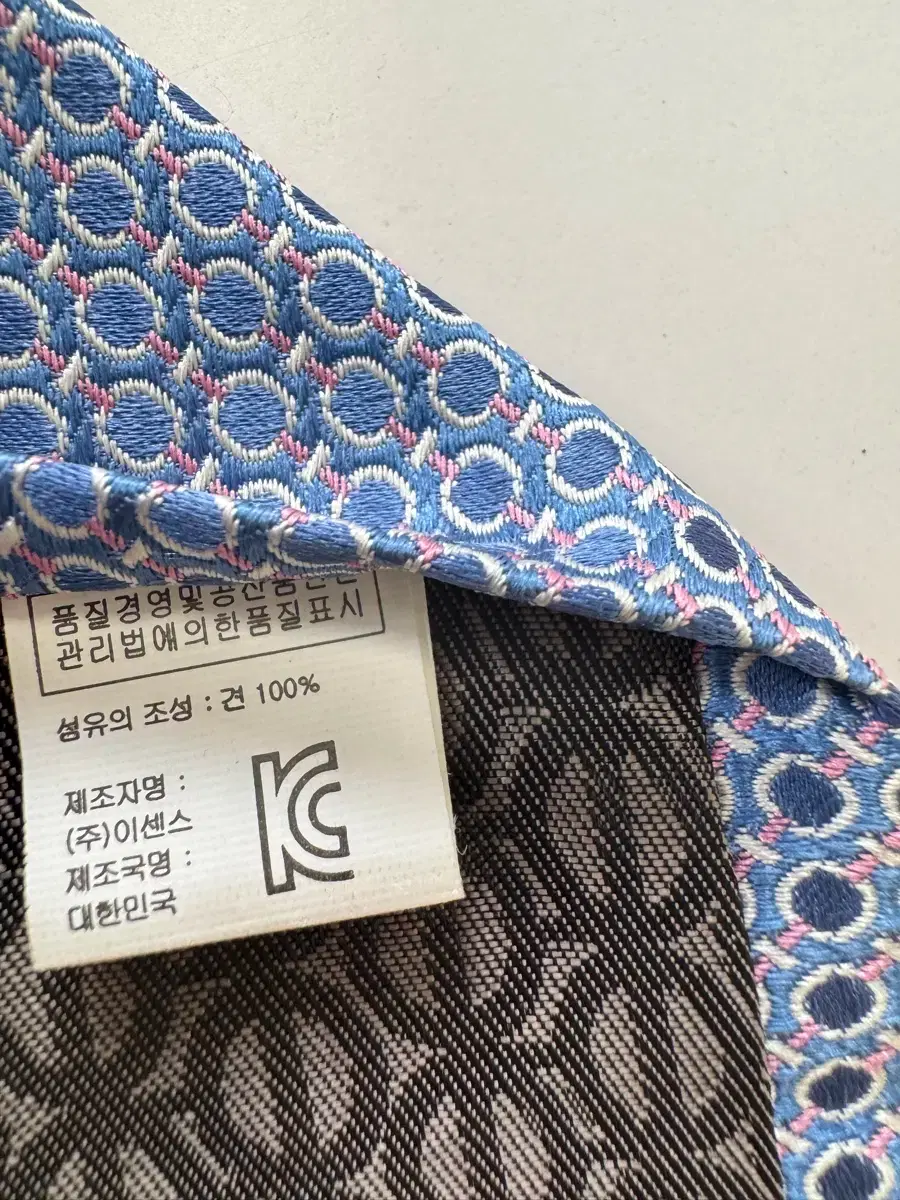 품질경영및공산품안전
관리법에의한품질표시
섬유의 조성 : 견 100%
제조자명 :
(주)이센스
제조국명 :
대한민국
KC